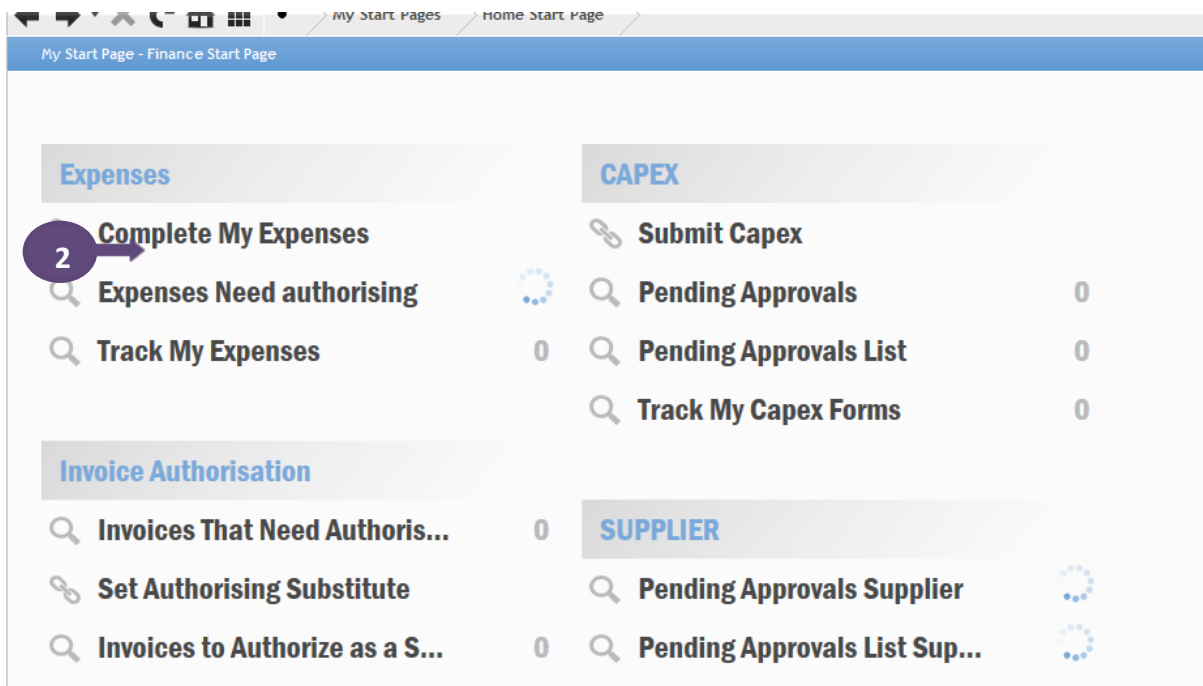 My Start Pages Home Start Page
My Start Page - Finance Start Page
Expenses
Complete My Expenses
2
Expenses Need authorising
Track My Expenses 0
CAPEX
Submit Capex
Pending Approvals 0
Pending Approvals List 0
Track My Capex Forms 0
Invoice Authorisation
Invoices That Need Authoris... 0
Set Authorising Substitute
Invoices to Authorize as a S... 0
SUPPLIER
Pending Approvals Supplier
Pending Approvals List Sup...